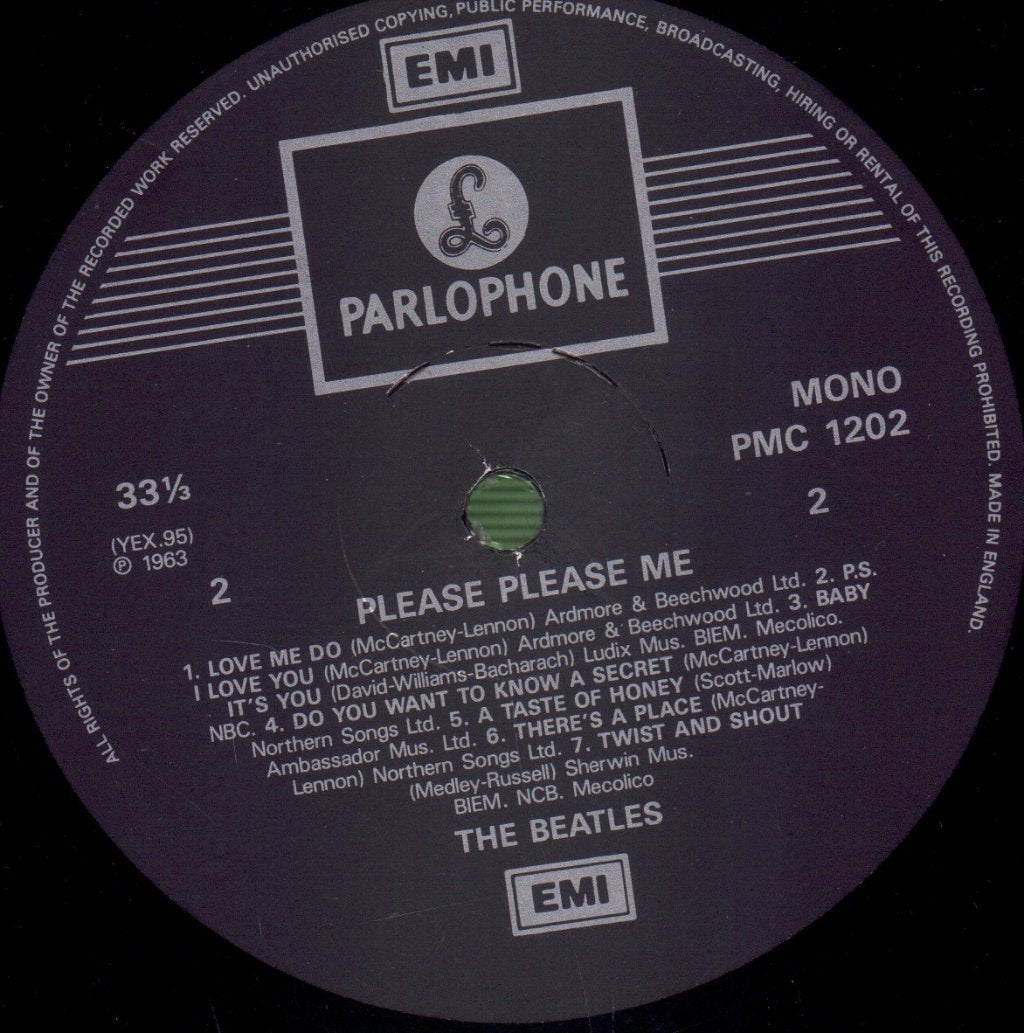 ALL RIGHTS OF THE PRODUCER AND OF THE OWNER OF THE RECORDED WORK RESERVED. UNAUTHORISED COPYING, PUBLIC PERFORMANCE, BROADCASTING, HIRING OR RENTAL OF THIS RECORDING PROHIBITED. MADE IN ENGLAND.
EMI
£
PARLOPHONE
MONO
PMC 1202
2
33⅓
(YEX.95)
℗ 1963
2
PLEASE PLEASE ME
1. LOVE ME DO (McCartney-Lennon) Ardmore & Beechwood Ltd. 2. P.S.
I LOVE YOU (McCartney-Lennon) Ardmore & Beechwood Ltd. 3. BABY
IT'S YOU (David-Williams-Bacharach) Ludix Mus. BIEM. Mecolico.
NBC. 4. DO YOU WANT TO KNOW A SECRET (McCartney-Lennon)
Northern Songs Ltd. 5. A TASTE OF HONEY (Scott-Marlow)
Ambassador Mus. Ltd. 6. THERE'S A PLACE (McCartney-
Lennon) Northern Songs Ltd. 7. TWIST AND SHOUT
(Medley-Russell) Sherwin Mus.
BIEM. NCB. Mecolico
THE BEATLES
EMI